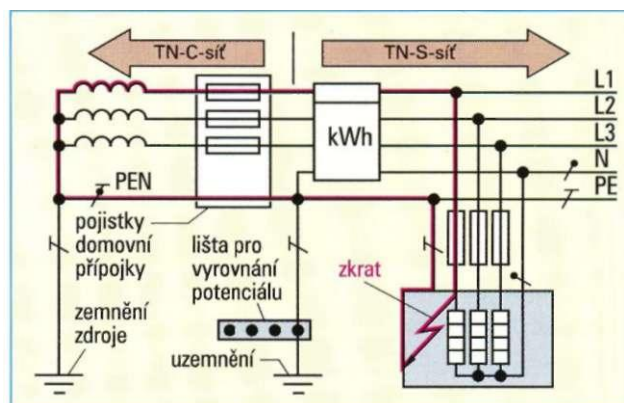 TN-C-síť
TN-S-síť
L1
L2
L3
N
PE
kWh
PEN
pojistky
domovní
přípojky
lišta pro
vyrovnání
potenciálu
zkrat
zemnění
zdroje
uzemnění